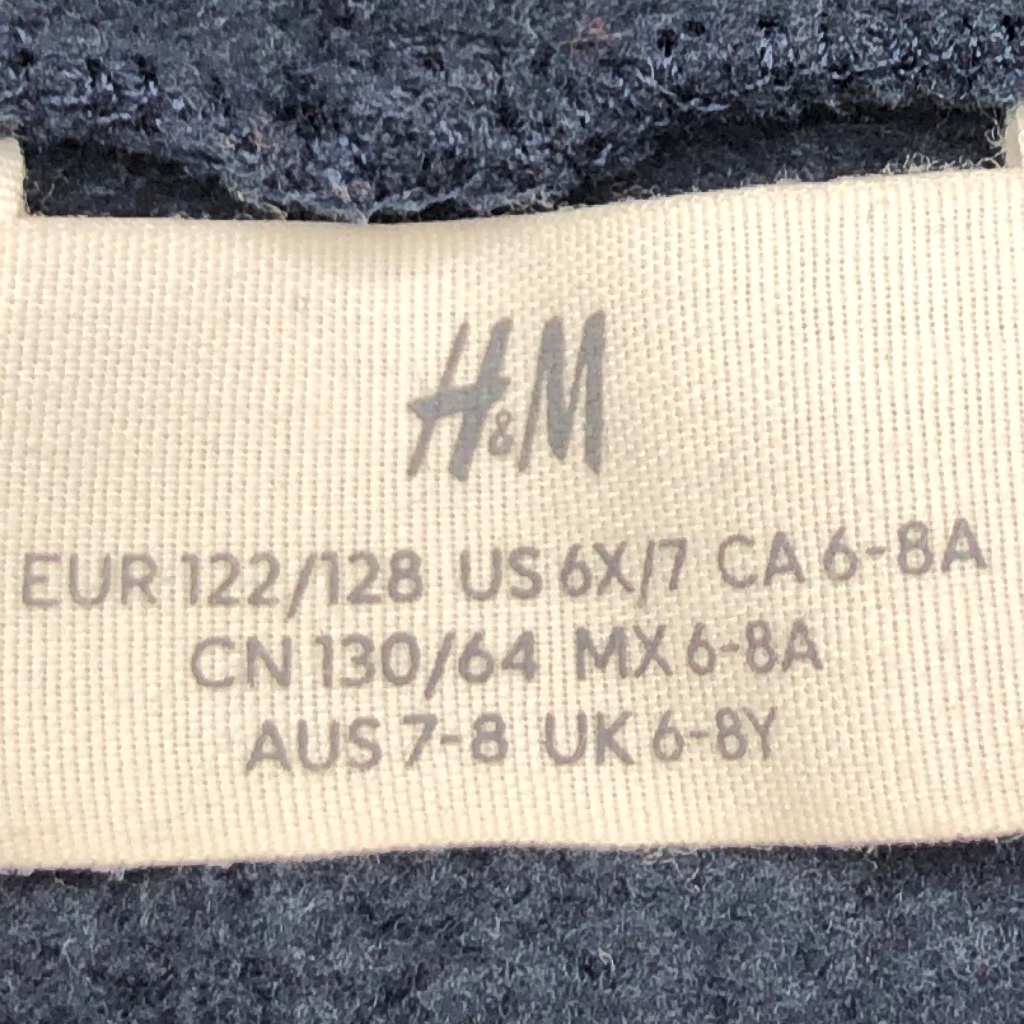 H&M
EUR 122/128 US 6X/7 CA 6-8A
CN 130/64 MX 6-8A
AUS 7-8 UK 6-8Y